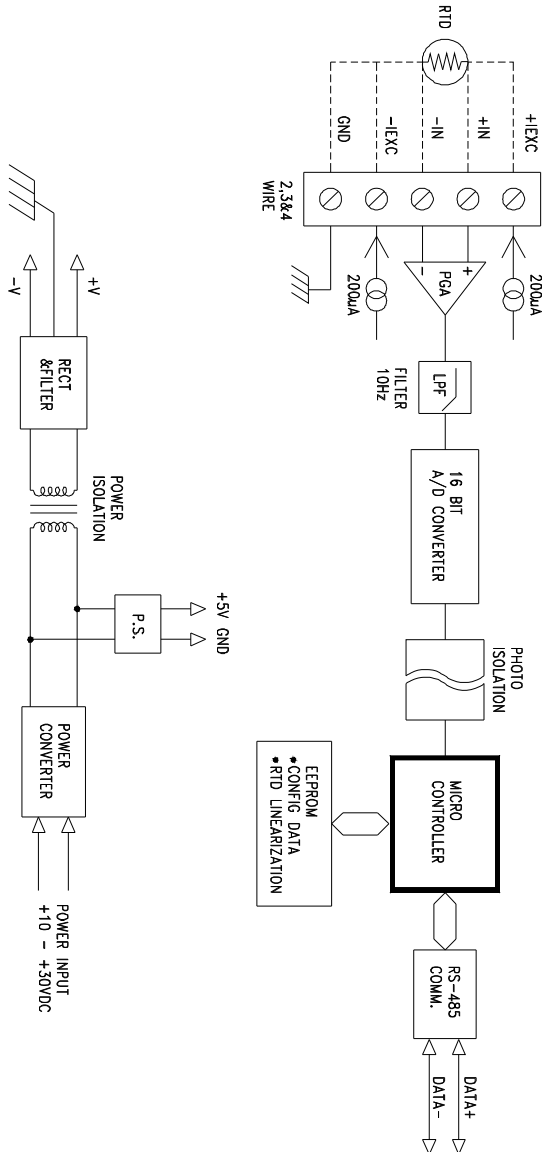 RTD
+IEXC
+IN
-IN
-IEXC
GND
2,3&4
WIRE
200uA
200uA
+
-
PGA
LPF
FILTER
10Hz
16 BIT
A/D CONVERTER
PHOTO
ISOLATION
MICRO
CONTROLLER
EEPROM
*CONFIG DATA
*RTD LINEARIZATION
RS-485
COMM.
DATA+
DATA-
+V
-V
RECT
&FILTER
POWER
ISOLATION
+5V GND
P.S.
POWER
CONVERTER
POWER INPUT
+10 - +30VDC